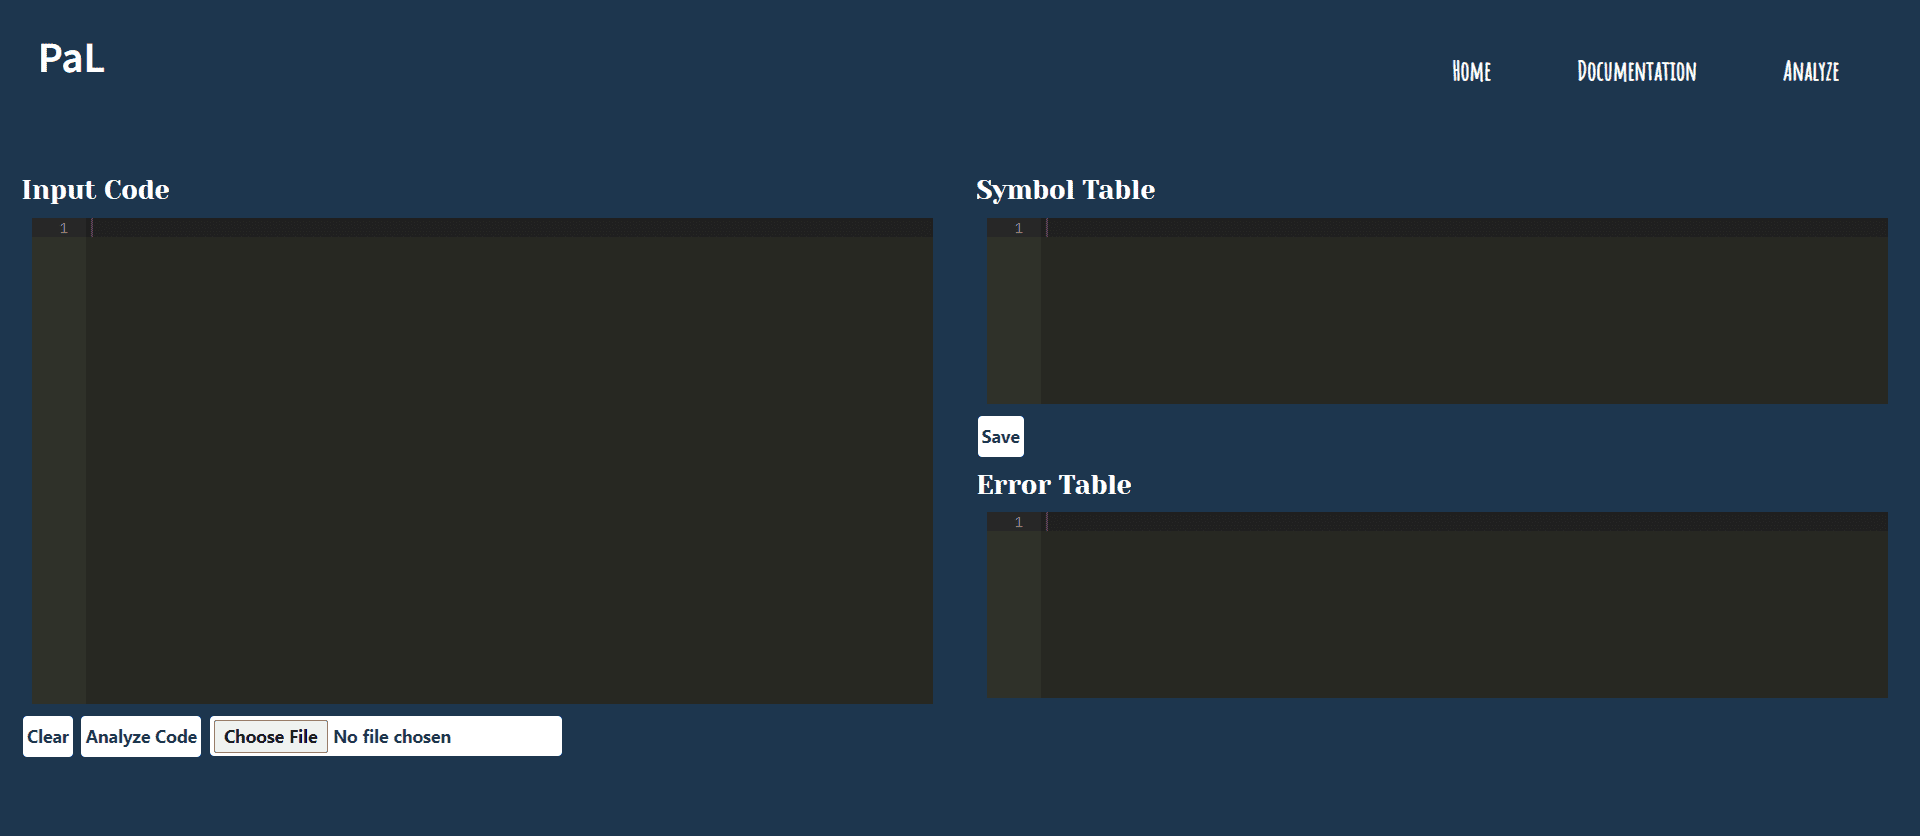 PaL
Home Documentation Analyze
Input Code
1
Clear Analyze Code Choose File No file chosen
Symbol Table
1
Save
Error Table
1